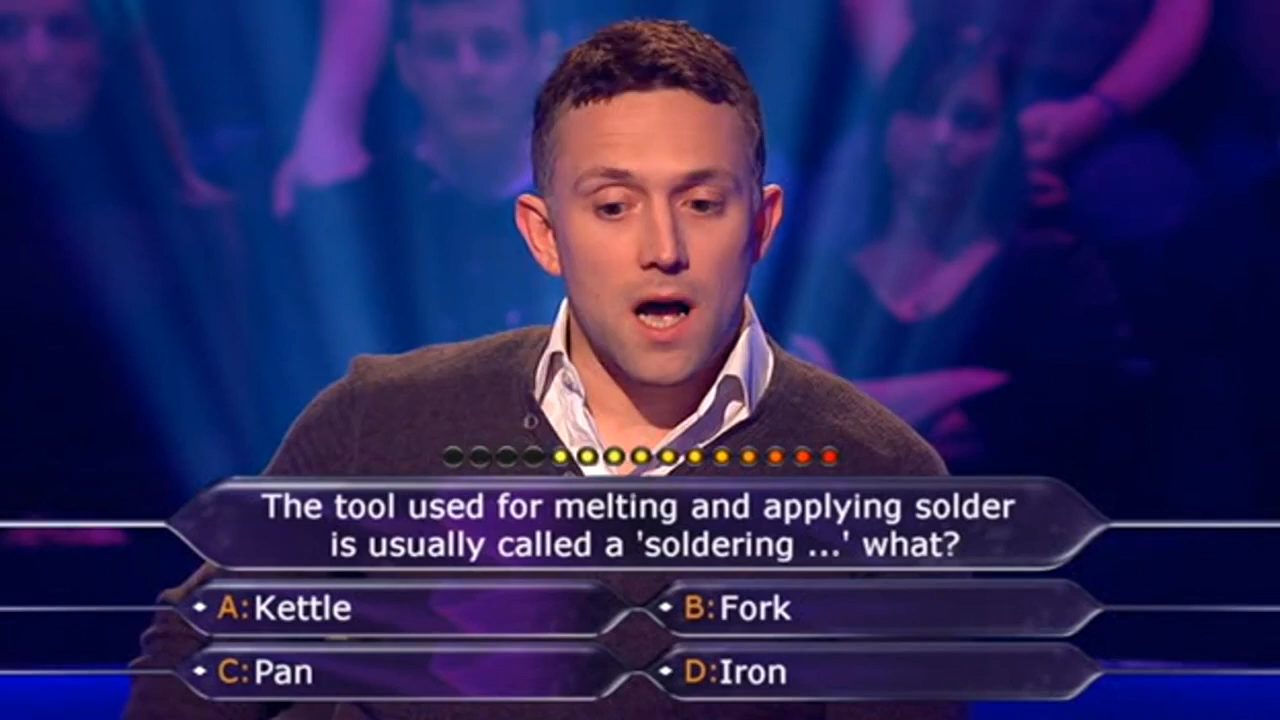 The tool used for melting and applying solder
is usually called a 'soldering ...' what?
A: Kettle
B: Fork
C: Pan
D: Iron